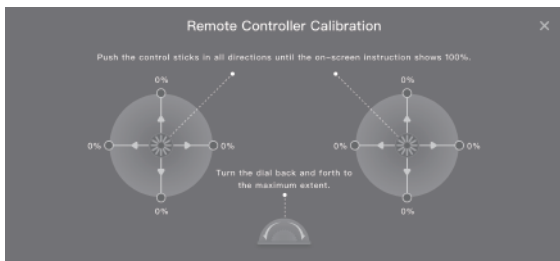 Remote Controller Calibration
Push the control sticks in all directions until the on-screen instruction shows 100%.
0%
0%
0%
0%
0%
0%
Turn the dial back and forth to
the maximum extent.
0%
0%